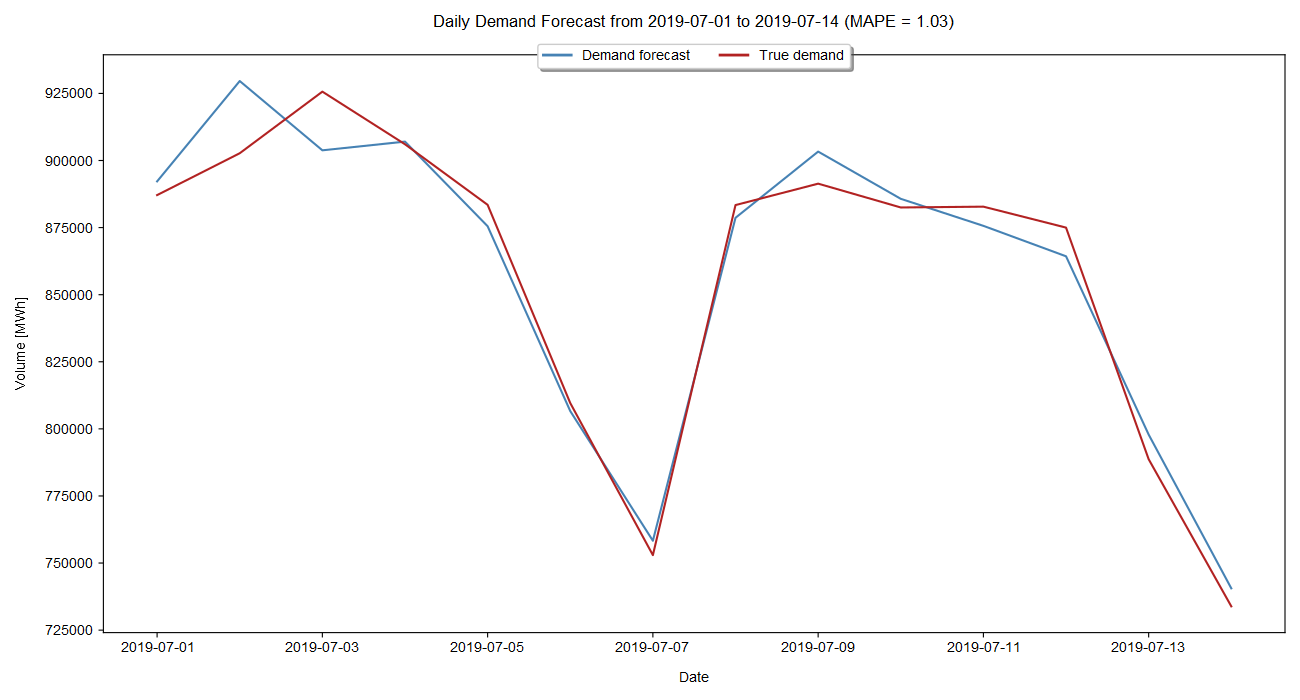 Daily Demand Forecast from 2019-07-01 to 2019-07-14 (MAPE = 1.03)
Demand forecast True demand
925000
900000
875000
850000
825000
800000
775000
750000
725000
Volume [MWh]
2019-07-01 2019-07-03 2019-07-05 2019-07-07 2019-07-09 2019-07-11 2019-07-13
Date